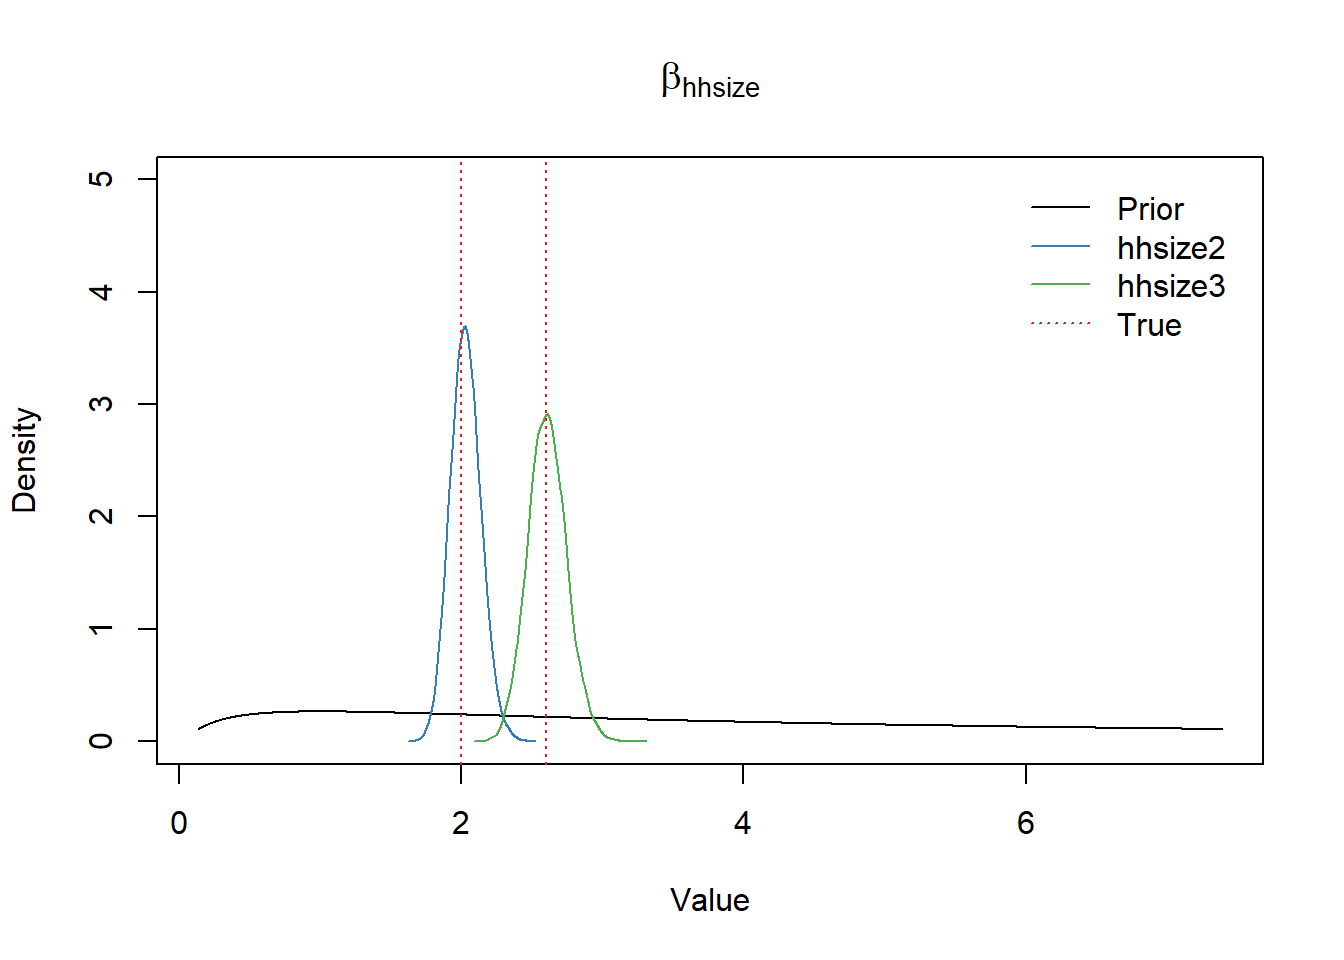 βhhsize
Prior
hhsize2
hhsize3
True
Density
5
4
3
2
1
0
0 2 4 6
Value